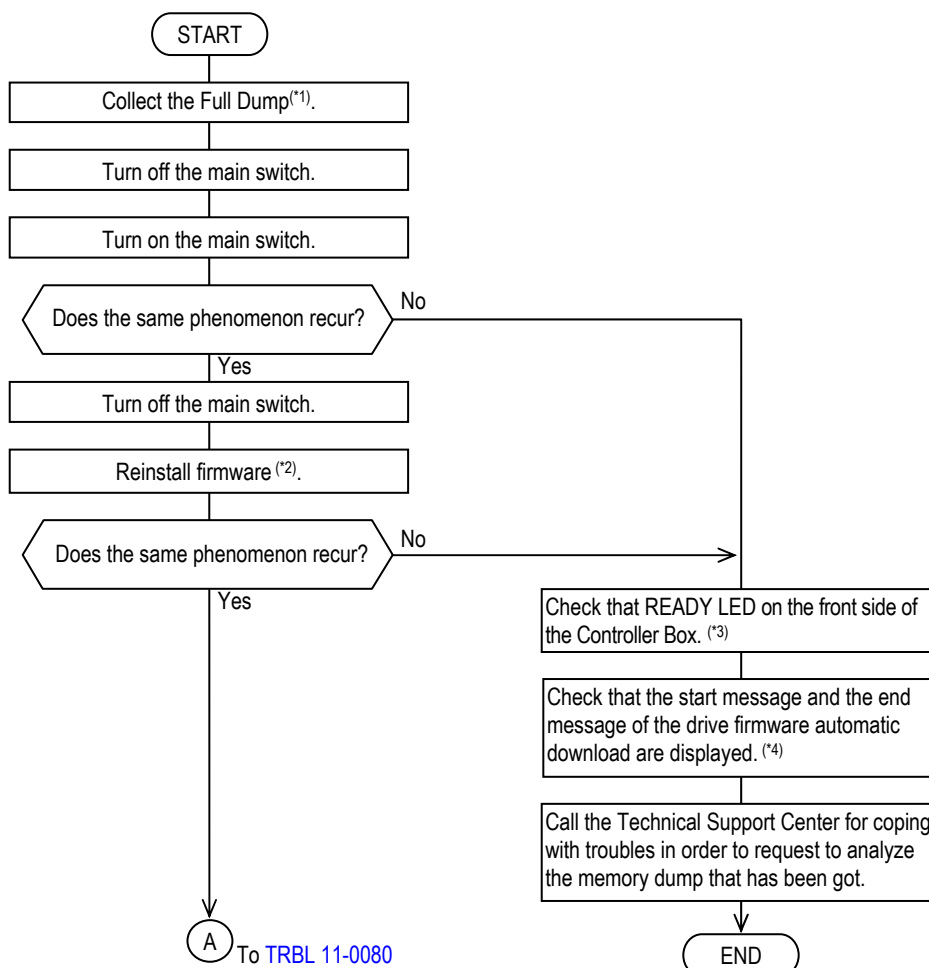 START
Collect the Full Dump(*1).
Turn off the main switch.
Turn on the main switch.
Does the same phenomenon recur?
No
Yes
Turn off the main switch.
Reinstall firmware (*2).
Does the same phenomenon recur?
No
Yes
Check that READY LED on the front side of
the Controller Box. (*3)
Check that the start message and the end
message of the drive firmware automatic
download are displayed. (*4)
Call the Technical Support Center for coping
with troubles in order to request to analyze
the memory dump that has been got.
A
To TRBL 11-0080
END